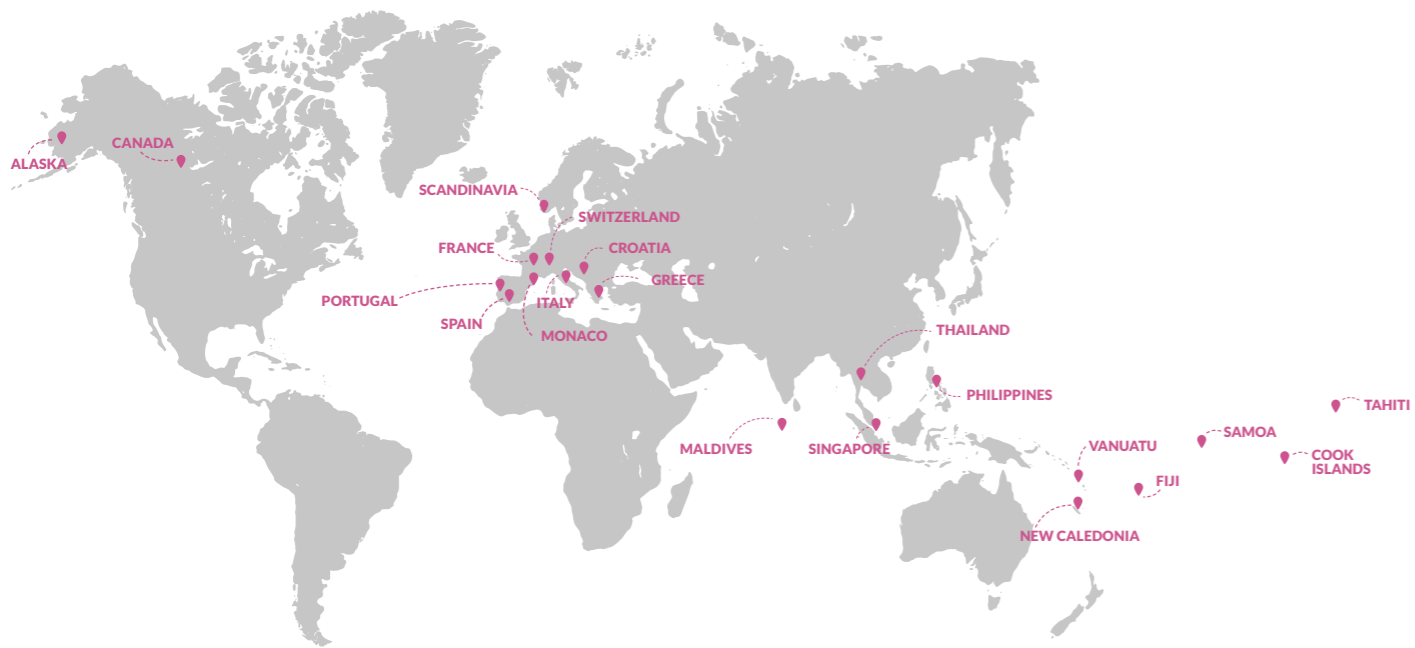 CANADA
ALASKA
SCANDINAVIA
SWITZERLAND
FRANCE
CROATIA
GREECE
PORTUGAL
ITALY
SPAIN
MONACO
THAILAND
PHILIPPINES
TAHITI
MALDIVES
SINGAPORE
VANUATU
SAMOA
COOK
ISLANDS
FIJI
NEW CALEDONIA